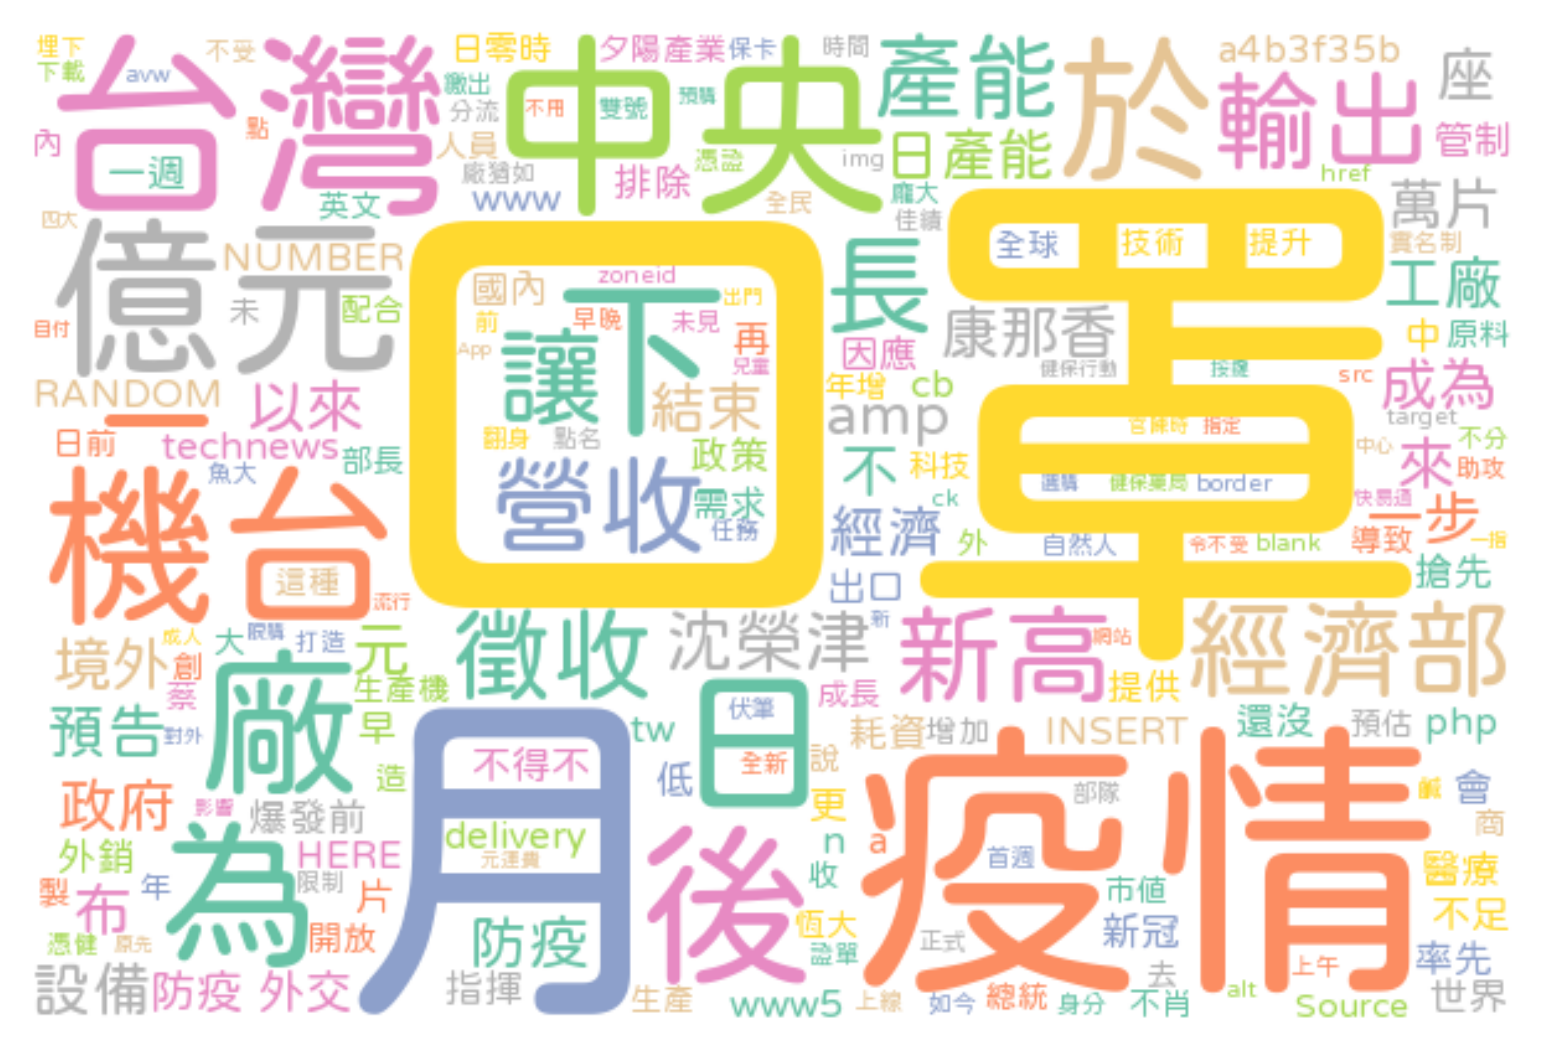 埋下
下載
avw
不受
日零時
夕陽產業
保卡
時間
產能
於
a4b3f35b
座
台灣
繳出
分流
不用
中央
雙號
預購
輸出
內
點
人員
憑證
img
日產能
管制
一週
廠猶如
排除
href
英文
www
全民
龐大
佳績
萬片
四大
億元
NUMBER
未
配合
國內
zoneid
出門
長
全球
技術
提升
實名制
工廠
目付
前
下
早晚
未見
再
康那香
中
原料
App
讓
兒童
因應
健保行動
src
成為
RANDOM
一
以來
結束
年增
cb
amp
target
口罩
指定
日前
technews
部長
翻身
點名
政策
不
科技
中心
來
不分
助攻
魚大
選購
健保藥局
border
快易通
機台
營收
需求
任務
ck
一步
經濟
外
自然人
令不受
blank
導致
一指
這種
流行
出口
搶先
成人
大
限購
打造
元
徵收
沈榮津
新
新高
網站
經濟部
境外
創
蔡
生產機
成長
提供
廠
預告
對外
早
月
tw
日
伏筆
耗資
增加
INSERT
還沒
預估
php
不得不
全新
說
造
低
疫情
政府
影響
爆發前
更
部隊
鹹
會
商
外銷
為
HERE
delivery
元運費
後
n
a
首週
收
醫療
製
布
年
限制
片
市值
不足
憑健
原先
開放
防疫
恆大
證單
正式
新冠
去
上午
率先
設備
防疫
外交
指揮
生產
www5
上線
如今
總統
身分
不肖
alt
Source
世界